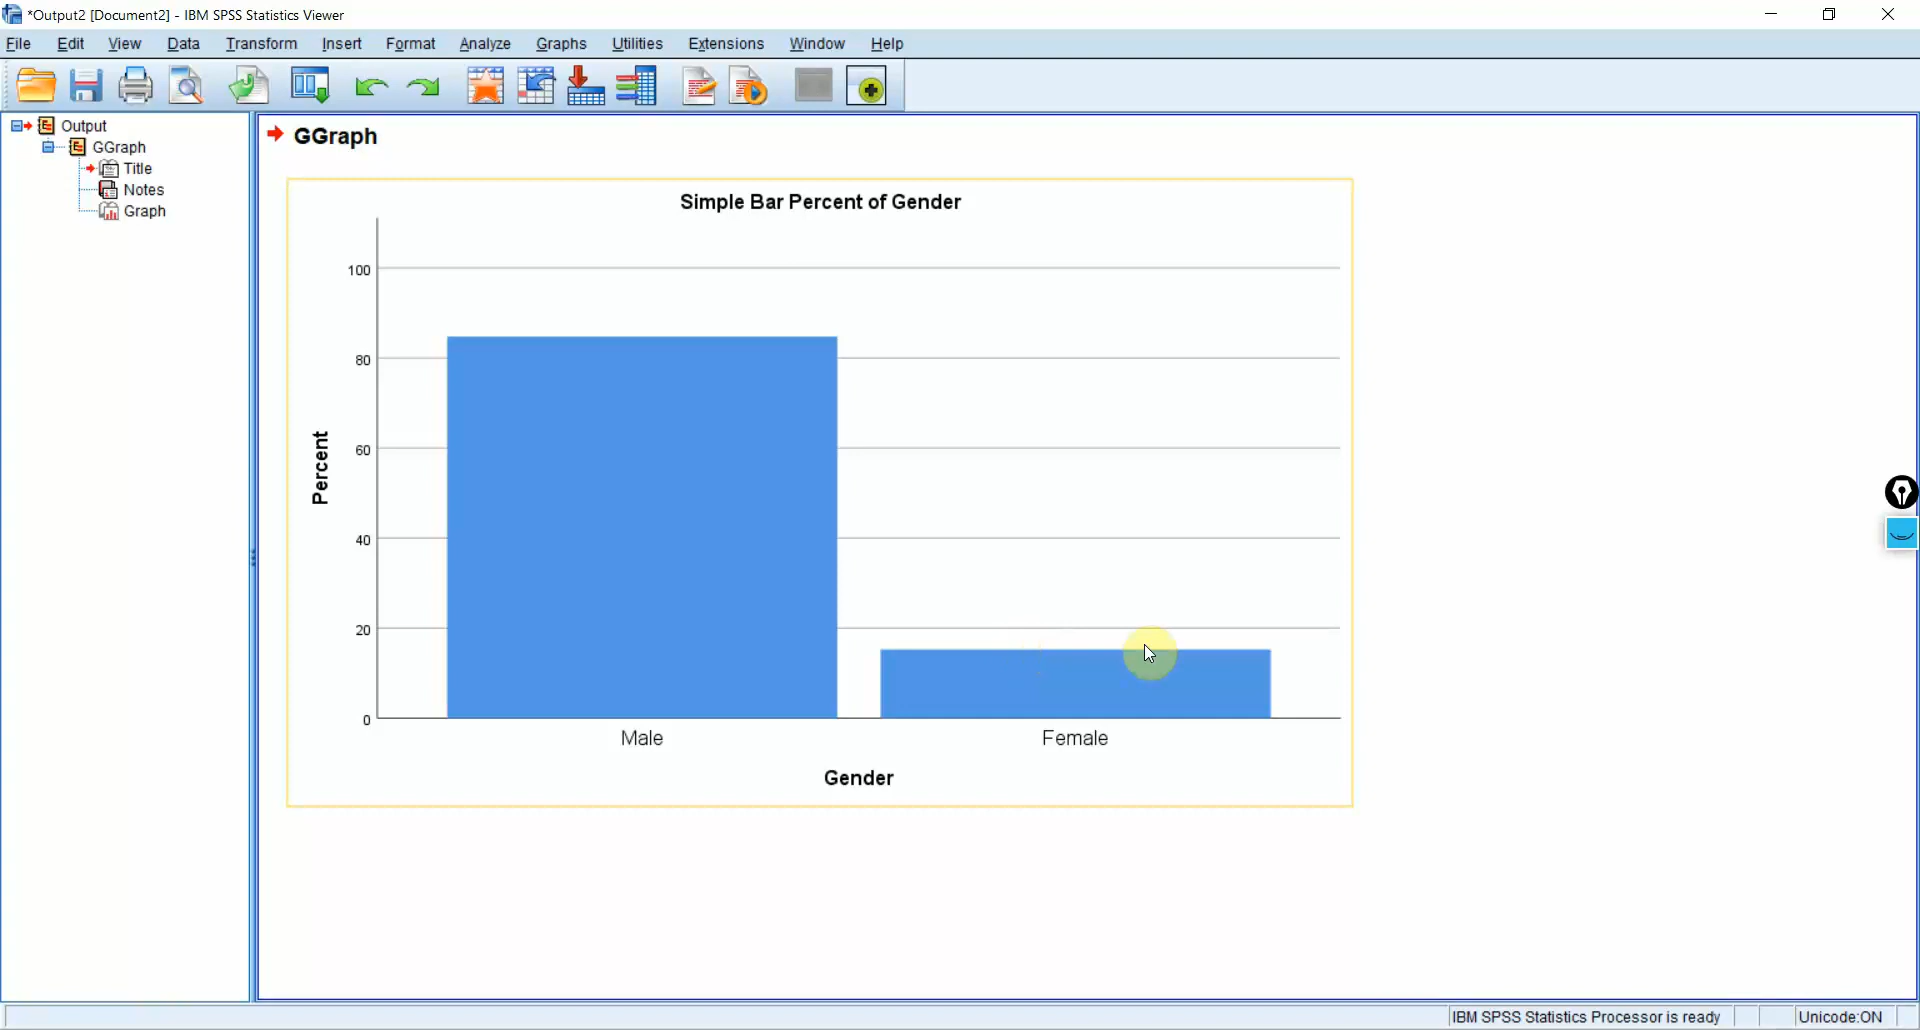 *Output2 [Document2] - IBM SPSS Statistics Viewer
File Edit View Data Transform Insert Format Analyze Graphs Utilities Extensions Window Help
Output
GGraph
Title
Notes
Graph
GGraph
Simple Bar Percent of Gender
100
80
60
40
20
0
Percent
Male Female
Gender
IBM SPSS Statistics Processor is ready Unicode:ON